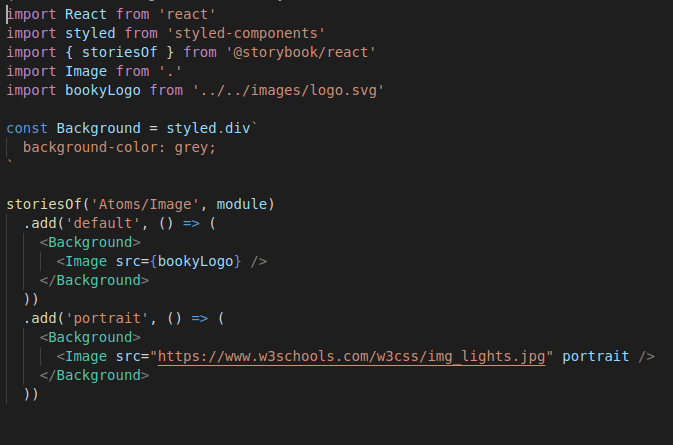 import React from 'react'
import styled from 'styled-components'
import { storiesOf } from '@storybook/react'
import Image from '.'
import bookyLogo from '../../images/logo.svg'

const Background = styled.div`
  background-color: grey;
`

storiesOf('Atoms/Image', module)
  .add('default', () => (
    <Background>
      <Image src={bookyLogo} />
    </Background>
  ))
  .add('portrait', () => (
    <Background>
      <Image src="https://www.w3schools.com/w3css/img_lights.jpg" portrait />
    </Background>
  ))